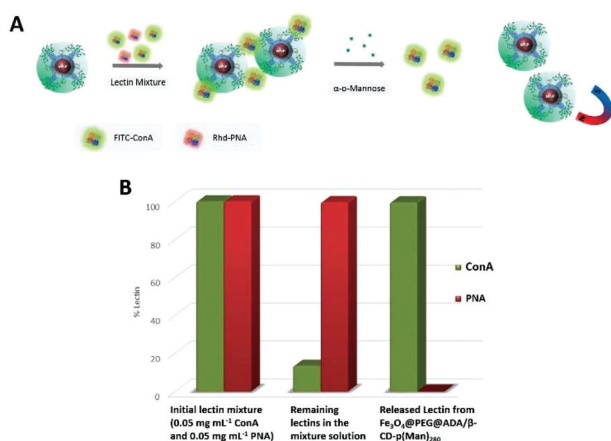 A
Lectin Mixture
α-D-Mannose
FITC-ConA
Rhd-PNA
B
100
80
60
40
20
0
% Lectin
ConA
PNA
Initial lectin mixture
(0.05 mg mL⁻¹ ConA
and 0.05 mg mL⁻¹ PNA)
Remaining
lectins in the
mixture solution
Released Lectin from
Fe₃O₄@PEG@ADA/β-
CD-p(Man)₂₈₀